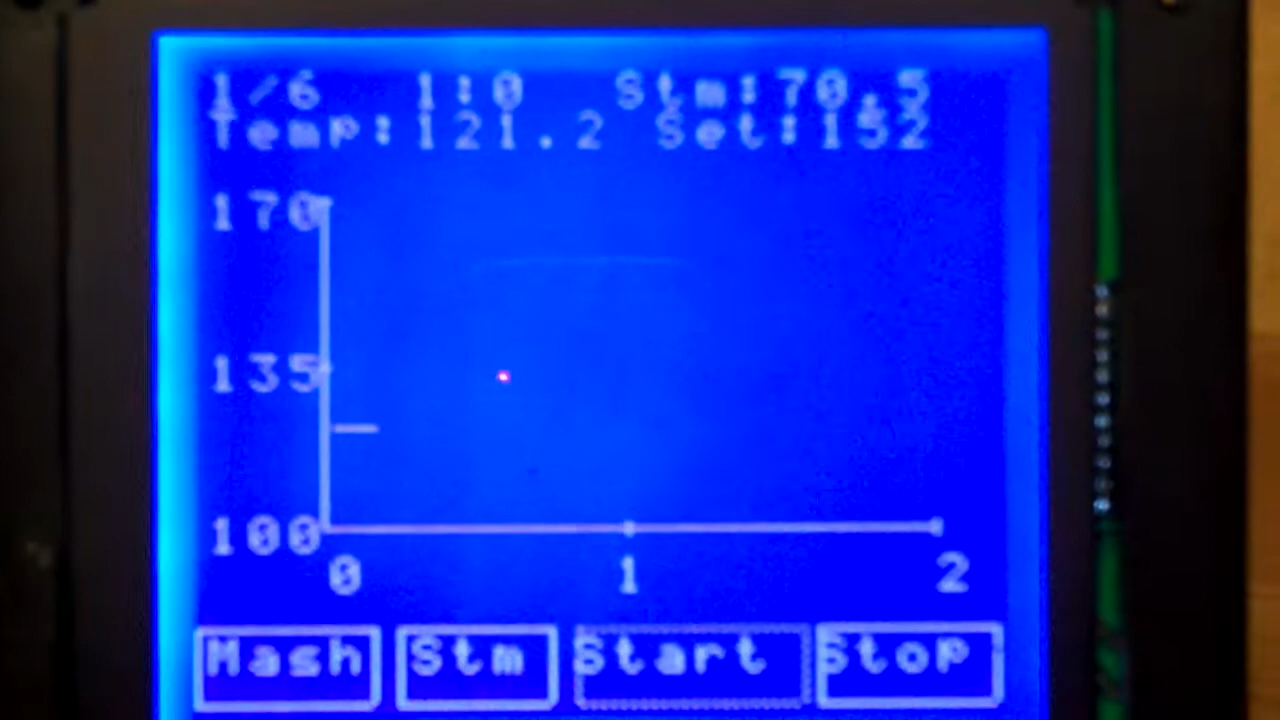 1/6 1:0 Stm:70.5
Temp:121.2 Set:152
170
135
100
0 1 2
Mash Stm Start Stop